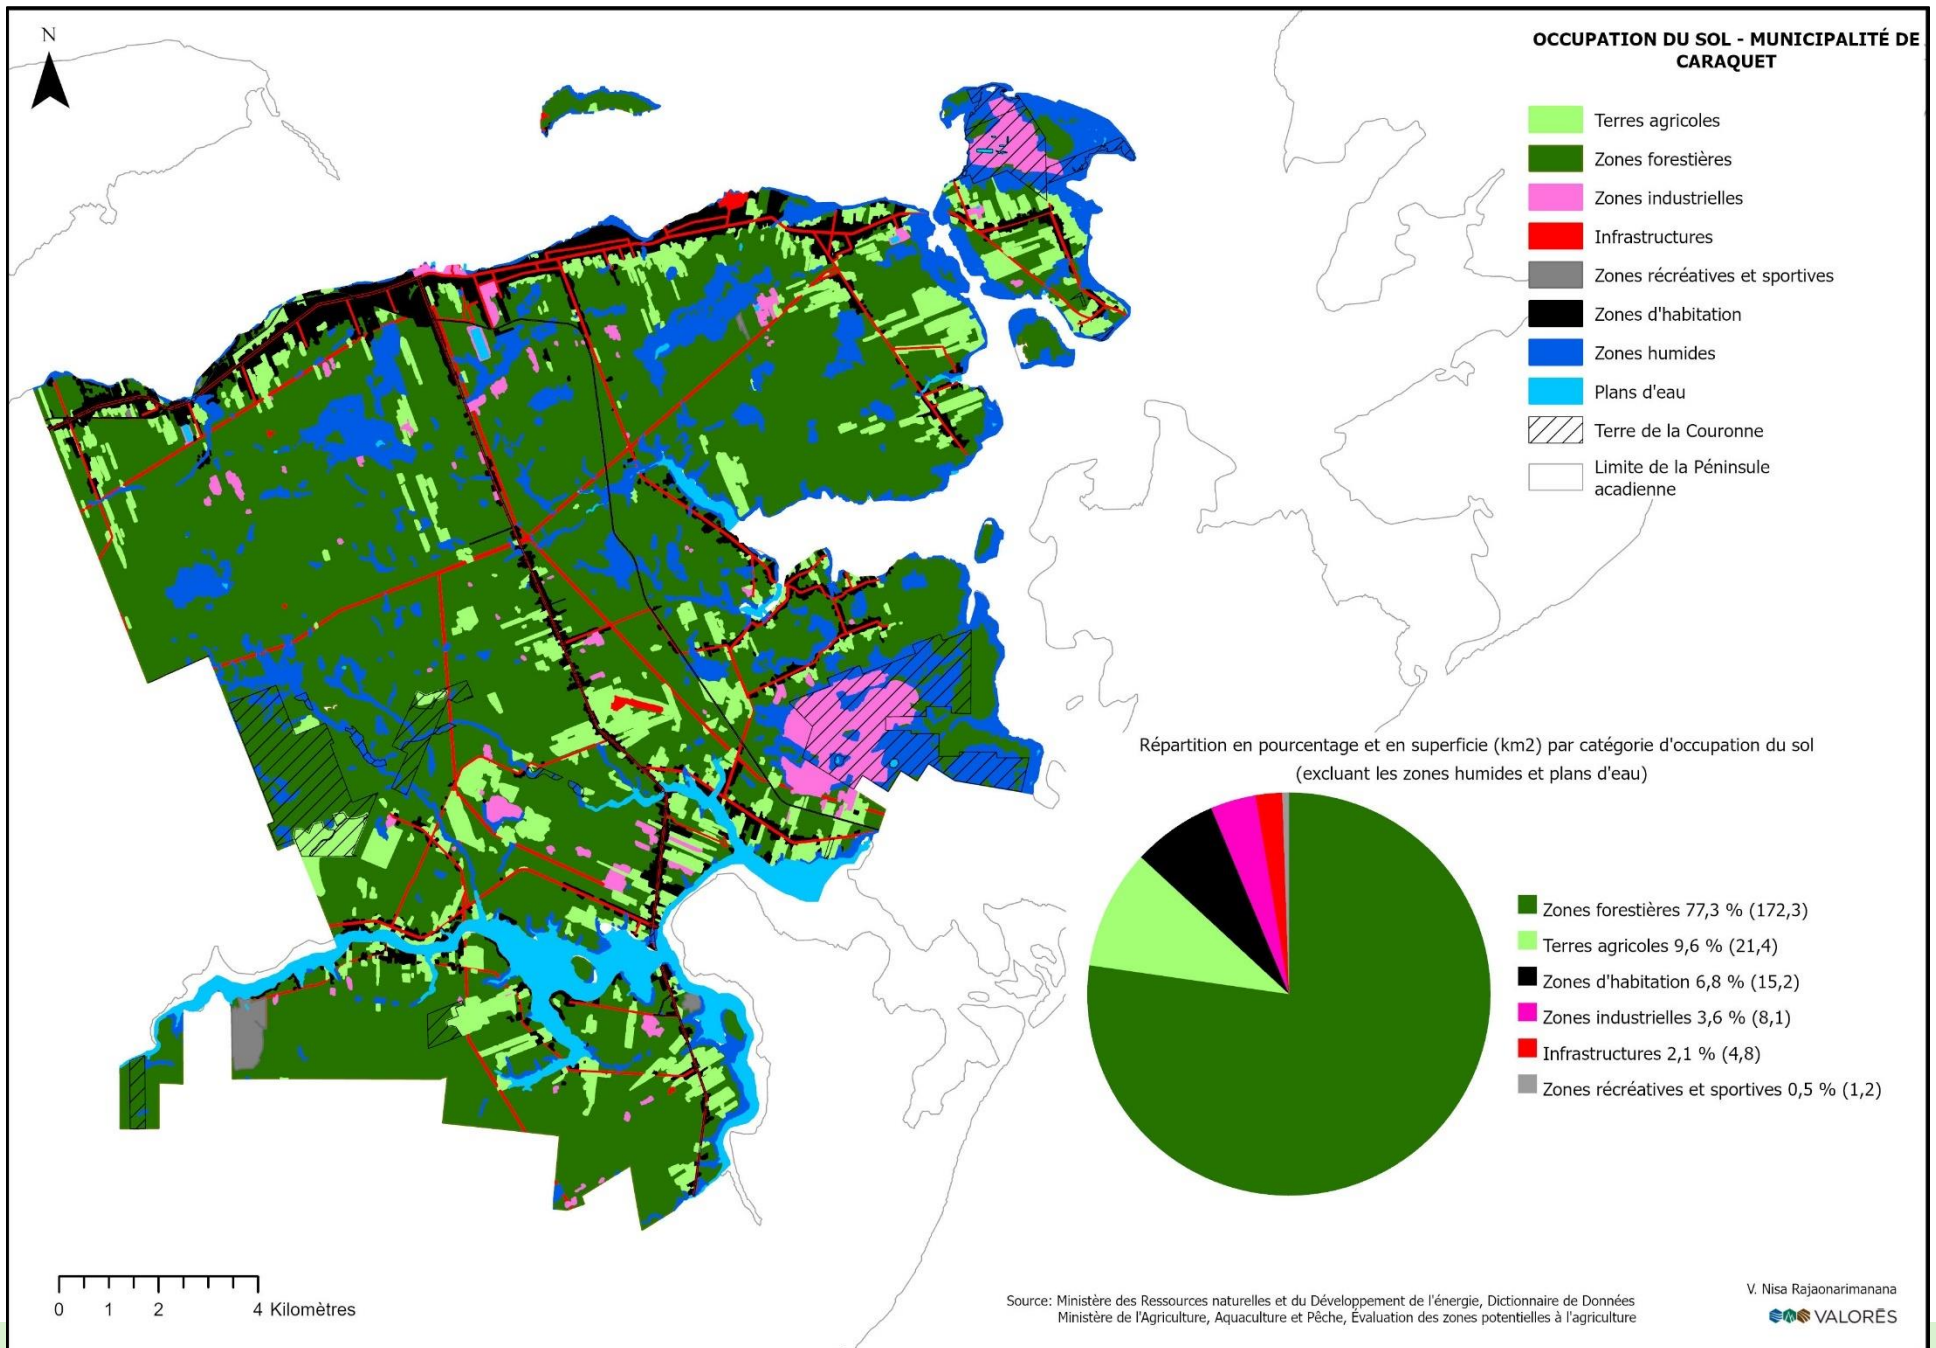 N
OCCUPATION DU SOL - MUNICIPALITÉ DE
CARAQUET
Terres agricoles
Zones forestières
Zones industrielles
Infrastructures
Zones récréatives et sportives
Zones d'habitation
Zones humides
Plans d'eau
Terre de la Couronne
Limite de la Péninsule
acadienne
Répartition en pourcentage et en superficie (km2) par catégorie d'occupation du sol
(excluant les zones humides et plans d'eau)
Zones forestières 77,3 % (172,3)
Terres agricoles 9,6 % (21,4)
Zones d'habitation 6,8 % (15,2)
Zones industrielles 3,6 % (8,1)
Infrastructures 2,1 % (4,8)
Zones récréatives et sportives 0,5 % (1,2)
0 1 2 4 Kilomètres
Source: Ministère des Ressources naturelles et du Développement de l'énergie, Dictionnaire de Données
Ministère de l'Agriculture, Aquaculture et Pêche, Évaluation des zones potentielles à l'agriculture
V. Nisa Rajaonarimanana
VALORĒS